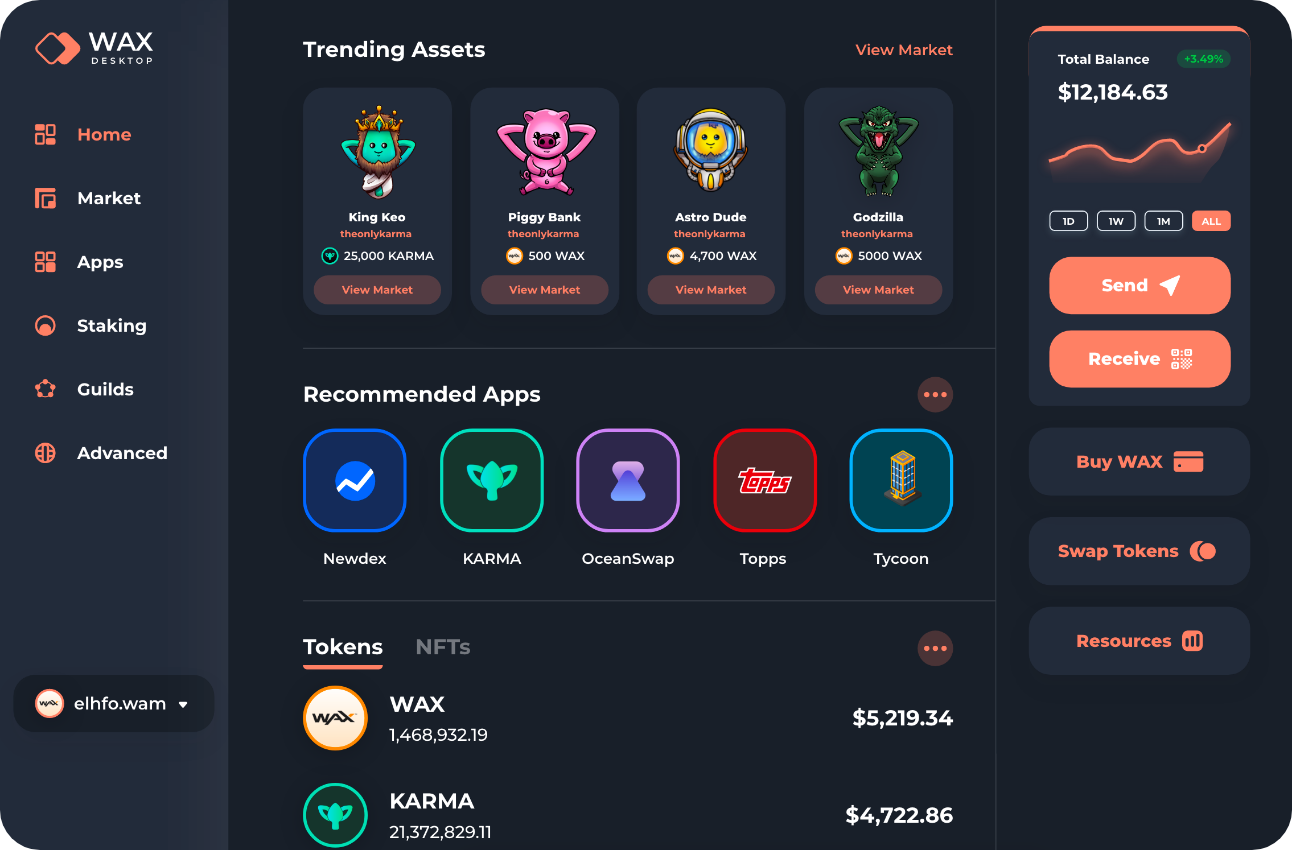 WAX
DESKTOP
Home
Market
Apps
Staking
Guilds
Advanced
elhfo.wam
Trending Assets
View Market
King Keo
theonlykarma
25,000 KARMA
View Market
Piggy Bank
theonlykarma
WAX 500 WAX
View Market
Astro Dude
theonlykarma
WAX 4,700 WAX
View Market
Godzilla
theonlykarma
WAX 5000 WAX
View Market
Recommended Apps
Newdex
KARMA
OceanSwap
Topps
Topps
Tycoon
Tokens NFTs
WAX
WAX
1,468,932.19
$5,219.34
KARMA
21,372,829.11
$4,722.86
Total Balance
+3.49%
$12,184.63
1D 1W 1M ALL
Send
Receive
Buy WAX
Swap Tokens
Resources